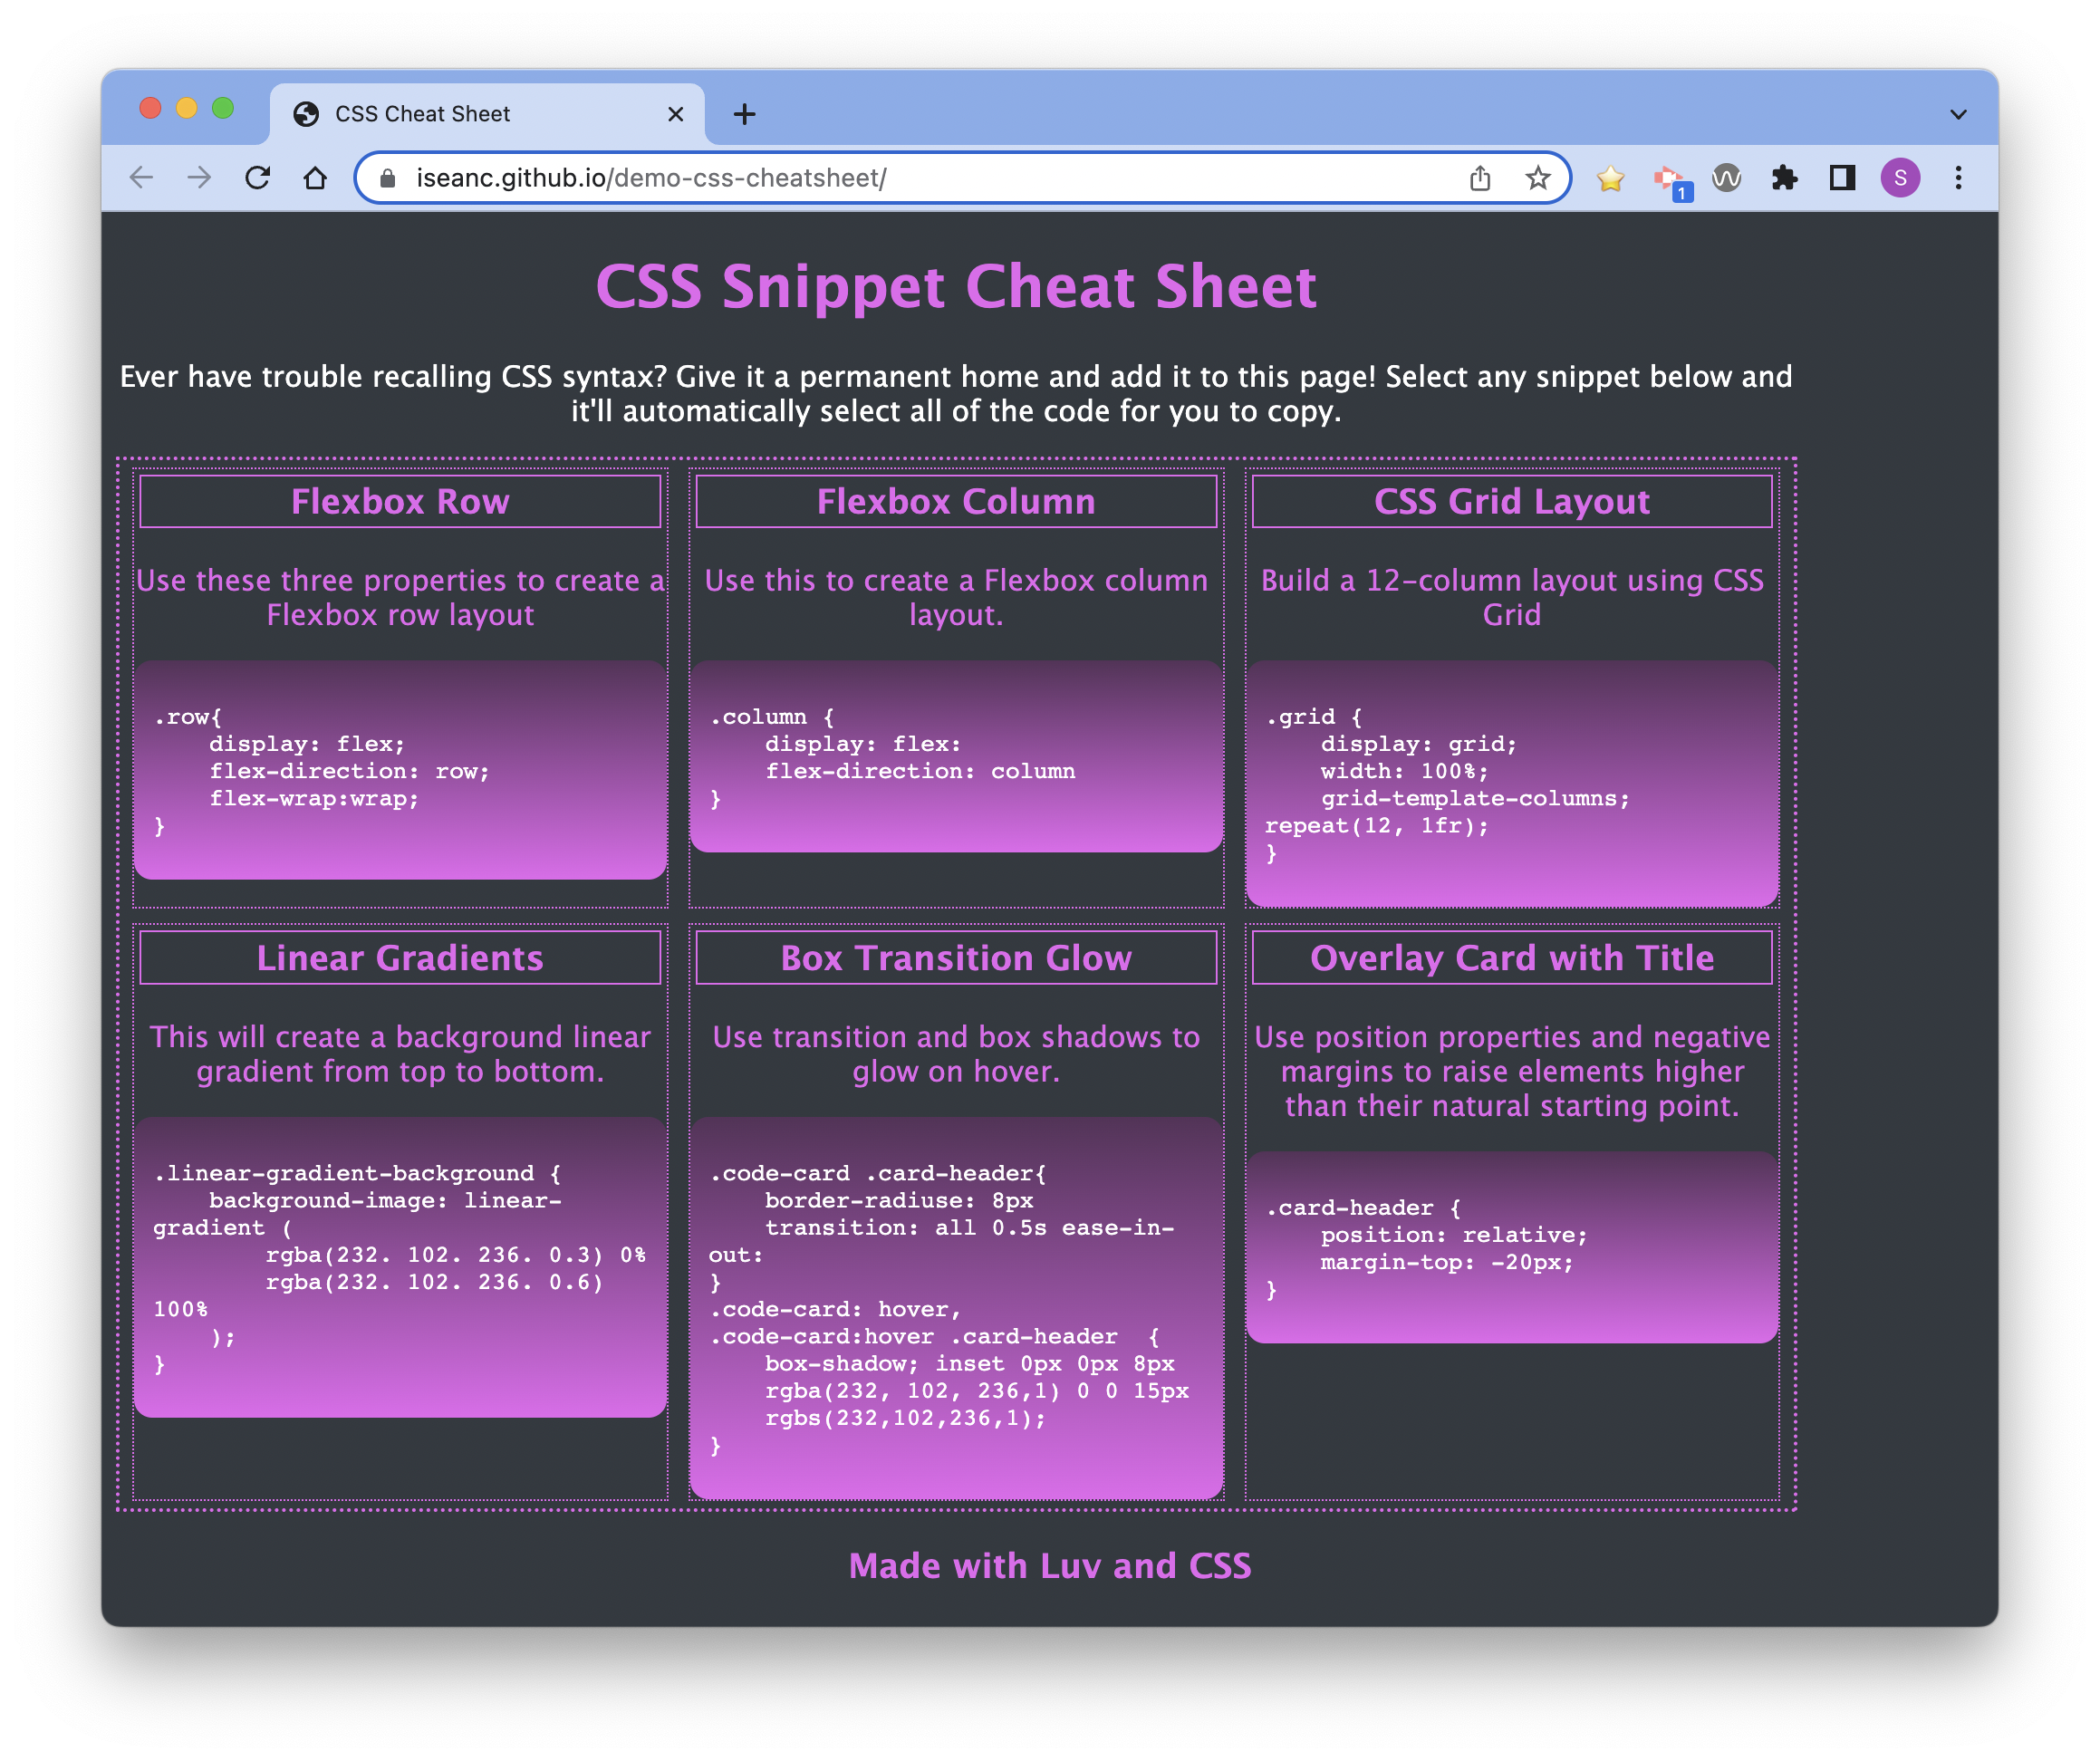 CSS Cheat Sheet
iseanc.github.io/demo-css-cheatsheet/
1
S
CSS Snippet Cheat Sheet
Ever have trouble recalling CSS syntax? Give it a permanent home and add it to this page! Select any snippet below and
it'll automatically select all of the code for you to copy.
Flexbox Row
Use these three properties to create a
Flexbox row layout
.row{
    display: flex;
    flex-direction: row;
    flex-wrap:wrap;
}
Flexbox Column
Use this to create a Flexbox column
layout.
.column {
    display: flex:
    flex-direction: column
}
CSS Grid Layout
Build a 12-column layout using CSS
Grid
.grid {
    display: grid;
    width: 100%;
    grid-template-columns;
repeat(12, 1fr);
}
Linear Gradients
This will create a background linear
gradient from top to bottom.
.linear-gradient-background {
    background-image: linear-
gradient (
        rgba(232. 102. 236. 0.3) 0%
        rgba(232. 102. 236. 0.6)
100%
    );
}
Box Transition Glow
Use transition and box shadows to
glow on hover.
.code-card .card-header{
    border-radiuse: 8px
    transition: all 0.5s ease-in-
out:
}
.code-card: hover,
.code-card:hover .card-header  {
    box-shadow; inset 0px 0px 8px
    rgba(232, 102, 236,1) 0 0 15px
    rgbs(232,102,236,1);
}
Overlay Card with Title
Use position properties and negative
margins to raise elements higher
than their natural starting point.
.card-header {
    position: relative;
    margin-top: -20px;
}
Made with Luv and CSS